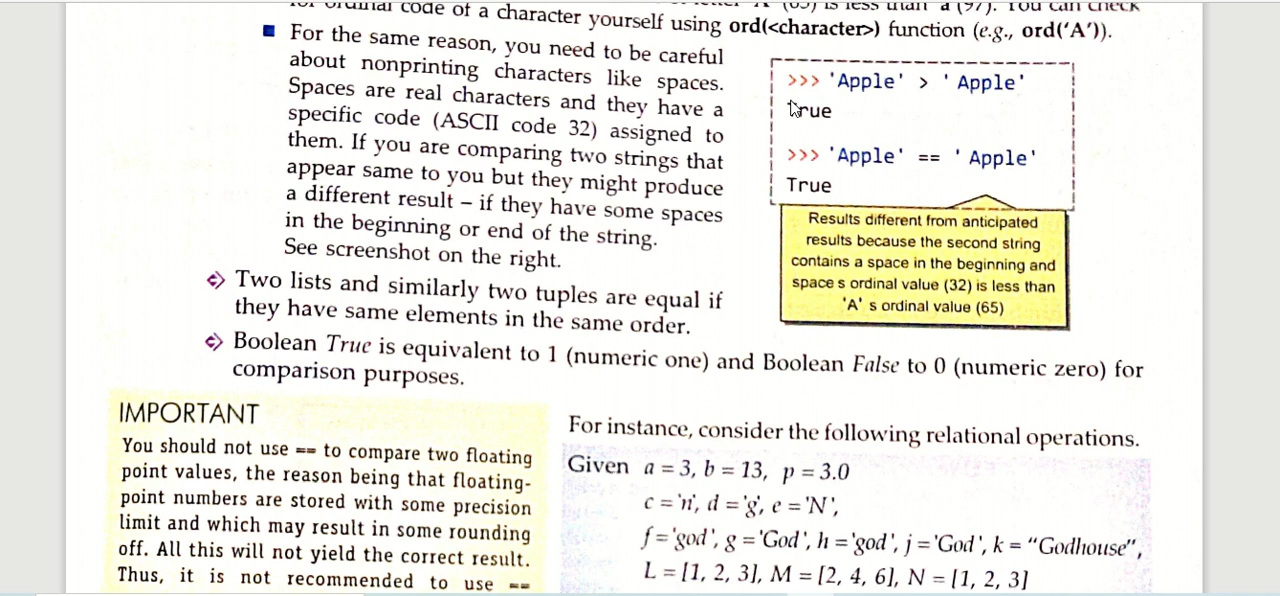 for ordinal code of a character yourself using ord(<character>) function (e.g., ord('A')).
■ For the same reason, you need to be careful
about nonprinting characters like spaces.
Spaces are real characters and they have a
specific code (ASCII code 32) assigned to
them. If you are comparing two strings that
appear same to you but they might produce
a different result – if they have some spaces
in the beginning or end of the string.
See screenshot on the right.
>>> 'Apple' > ' Apple'
True
>>> 'Apple' == ' Apple'
True
Results different from anticipated
results because the second string
contains a space in the beginning and
space s ordinal value (32) is less than
'A' s ordinal value (65)
Two lists and similarly two tuples are equal if
they have same elements in the same order.
Boolean True is equivalent to 1 (numeric one) and Boolean False to 0 (numeric zero) for
comparison purposes.
IMPORTANT
You should not use == to compare two floating
point values, the reason being that floating-
point numbers are stored with some precision
limit and which may result in some rounding
off. All this will not yield the correct result.
Thus, it is not recommended to use ==
For instance, consider the following relational operations.
Given a = 3, b = 13, p = 3.0
c = 'n', d = 'g', e = 'N',
f = 'god', g = 'God', h = 'god', j = 'God', k = "Godhouse",
L = [1, 2, 3], M = [2, 4, 6], N = [1, 2, 3]